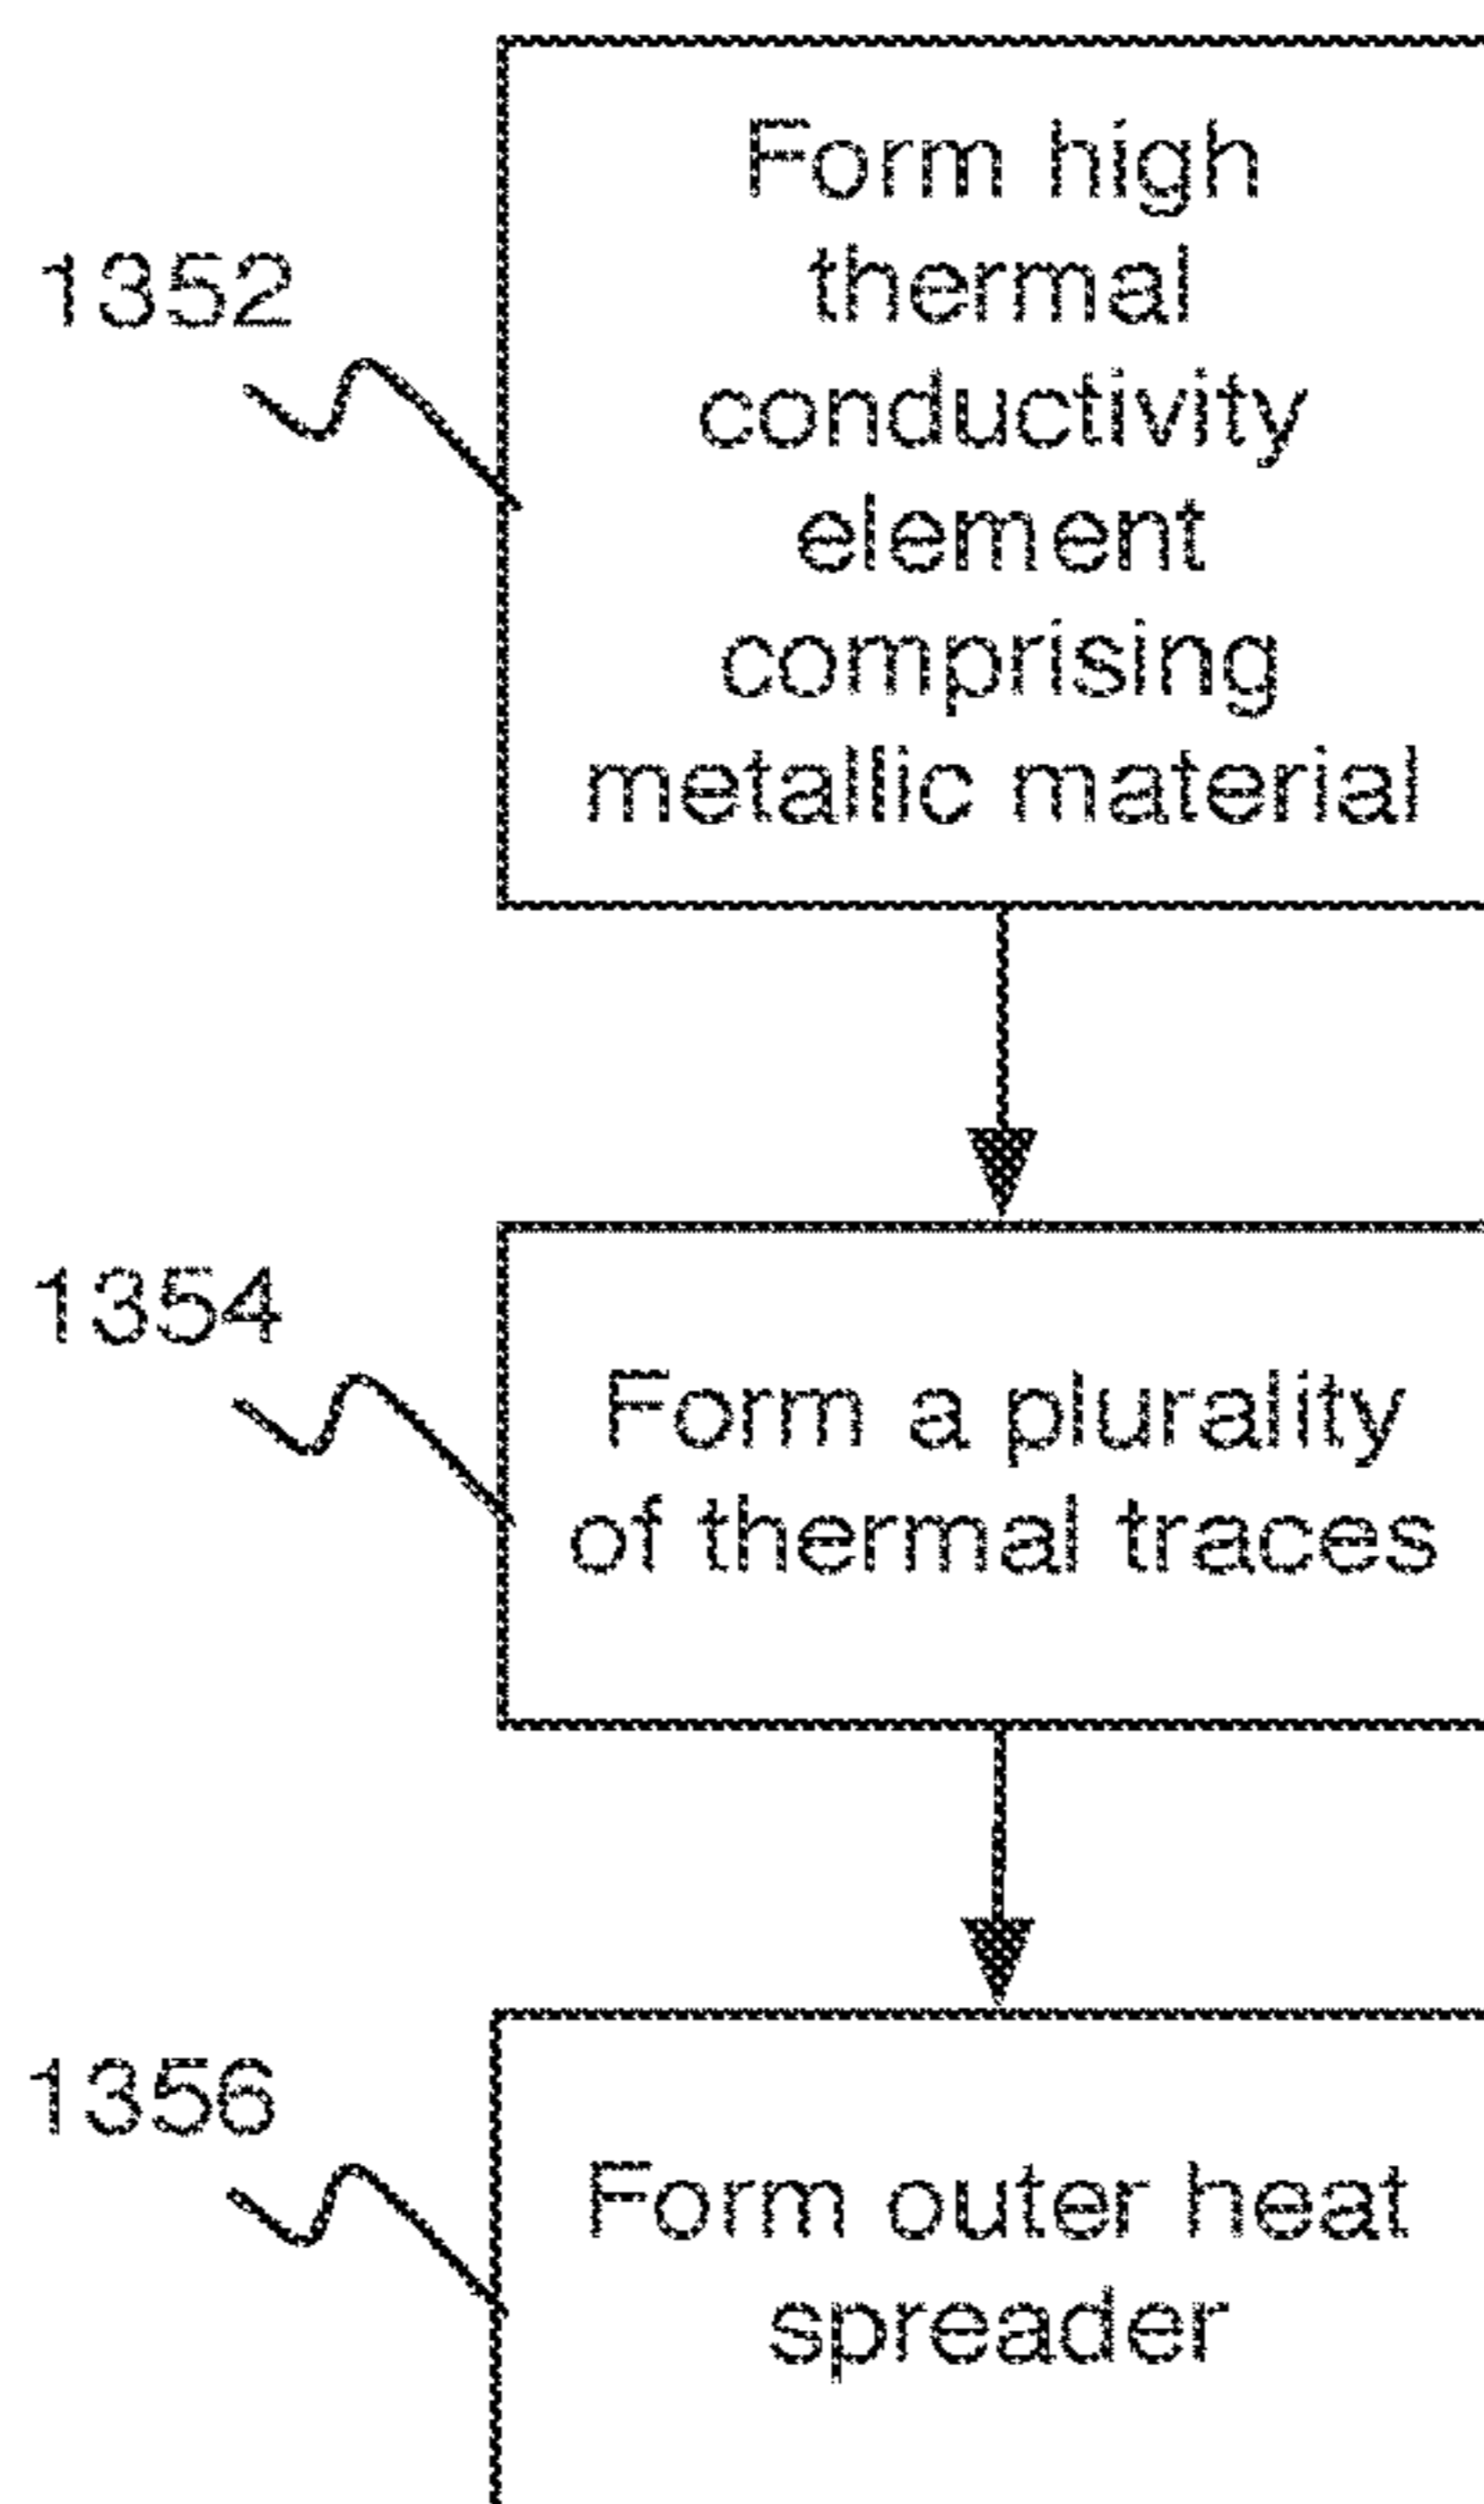 1352
Form high
thermal
conductivity
element
comprising
metallic material
1354
Form a plurality
of thermal traces
1356
Form outer heat
spreader